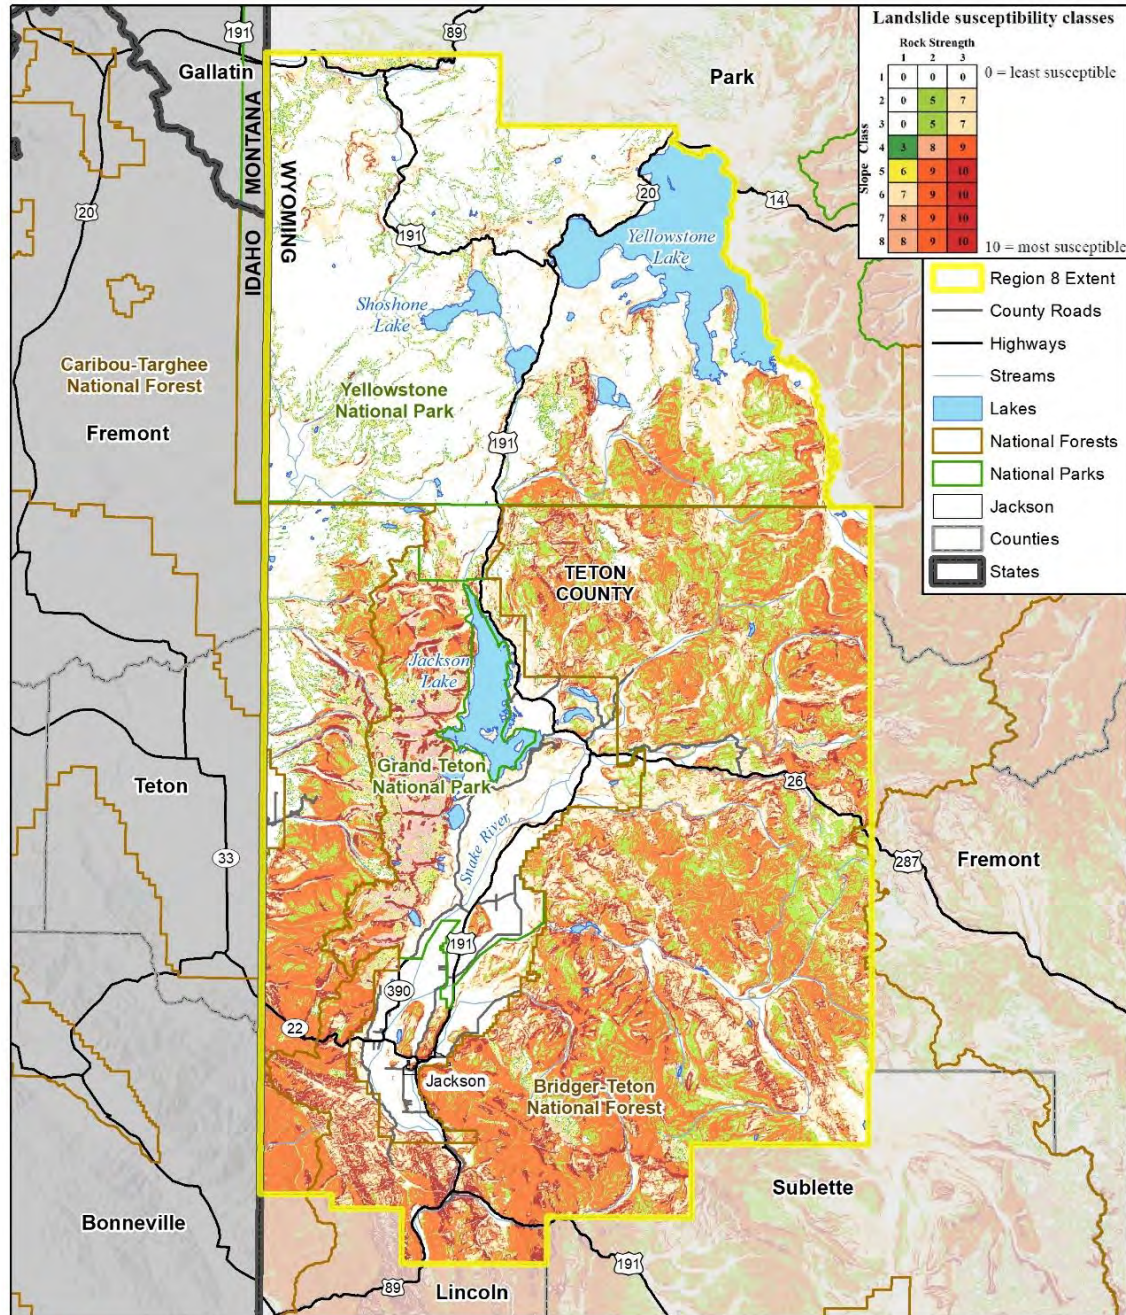 Landslide susceptibility classes
Rock Strength
1 2 3
Slope Class
1 0 0 0
2 0 5 7
3 0 5 7
4 3 8 9
5 6 9 10
6 7 9 10
7 8 9 10
8 8 9 10
0 = least susceptible
10 = most susceptible
Region 8 Extent
County Roads
Highways
Streams
Lakes
National Forests
National Parks
Jackson
Counties
States
191
89
Gallatin
Park
MONTANA
IDAHO
WYOMING
20
20
14
191
Yellowstone
Lake
Shoshone
Lake
Caribou-Targhee
National Forest
Yellowstone
National Park
Fremont
191
TETON
COUNTY
Jackson
Lake
Grand Teton
National Park
Teton
26
Snake River
33
287
Fremont
191
390
22
Jackson
Bridger-Teton
National Forest
Sublette
Bonneville
191
89
Lincoln